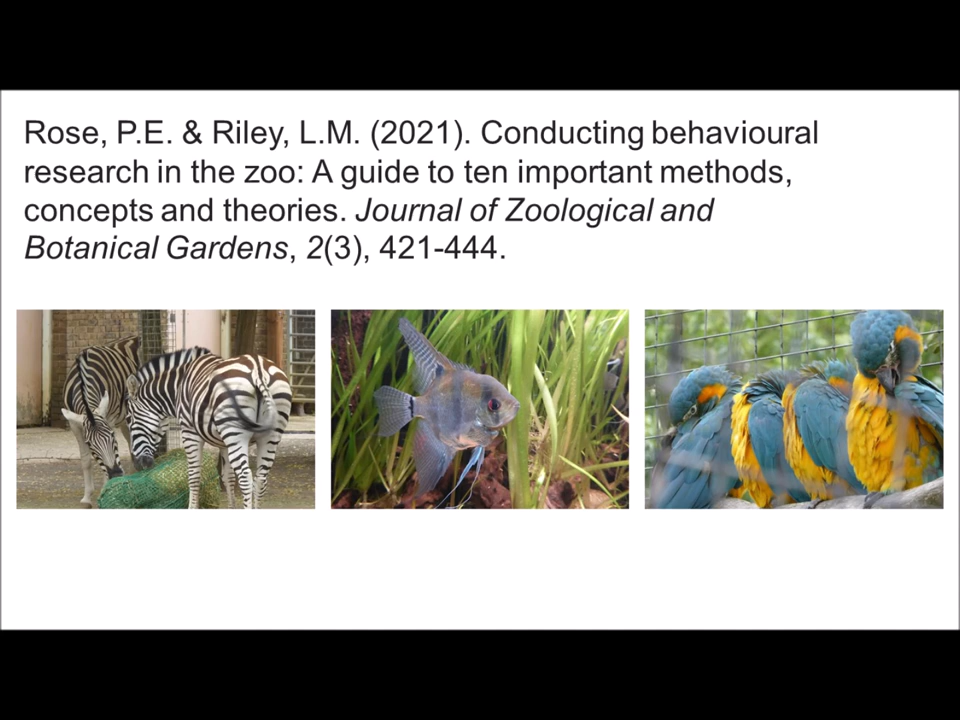 Rose, P.E. & Riley, L.M. (2021). Conducting behavioural
research in the zoo: A guide to ten important methods,
concepts and theories. Journal of Zoological and
Botanical Gardens, 2(3), 421-444.